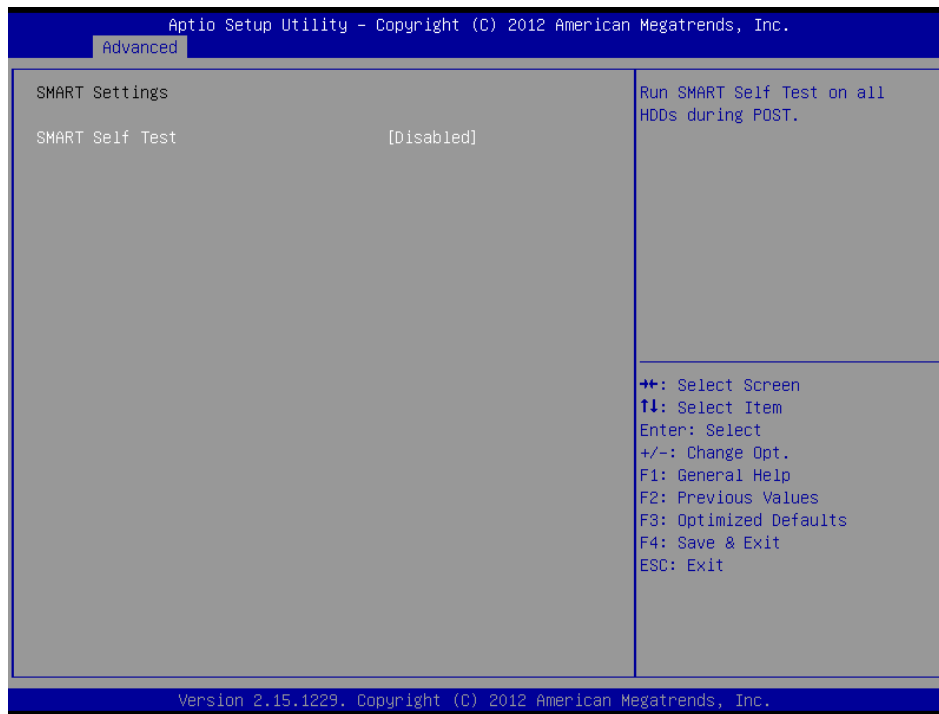 Aptio Setup Utility – Copyright (C) 2012 American Megatrends, Inc.
Advanced
SMART Settings
SMART Self Test [Disabled]
Run SMART Self Test on all
HDDs during POST.
→←: Select Screen
↑↓: Select Item
Enter: Select
+/-: Change Opt.
F1: General Help
F2: Previous Values
F3: Optimized Defaults
F4: Save & Exit
ESC: Exit
Version 2.15.1229. Copyright (C) 2012 American Megatrends, Inc.